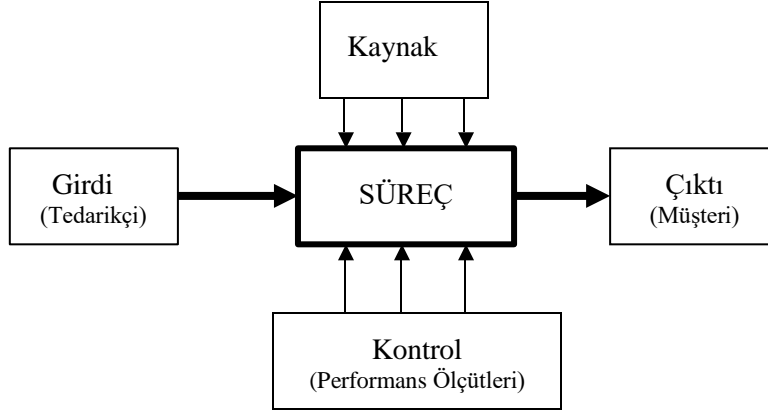 Kaynak
Girdi
(Tedarikçi)
SÜREÇ
Çıktı
(Müşteri)
Kontrol
(Performans Ölçütleri)